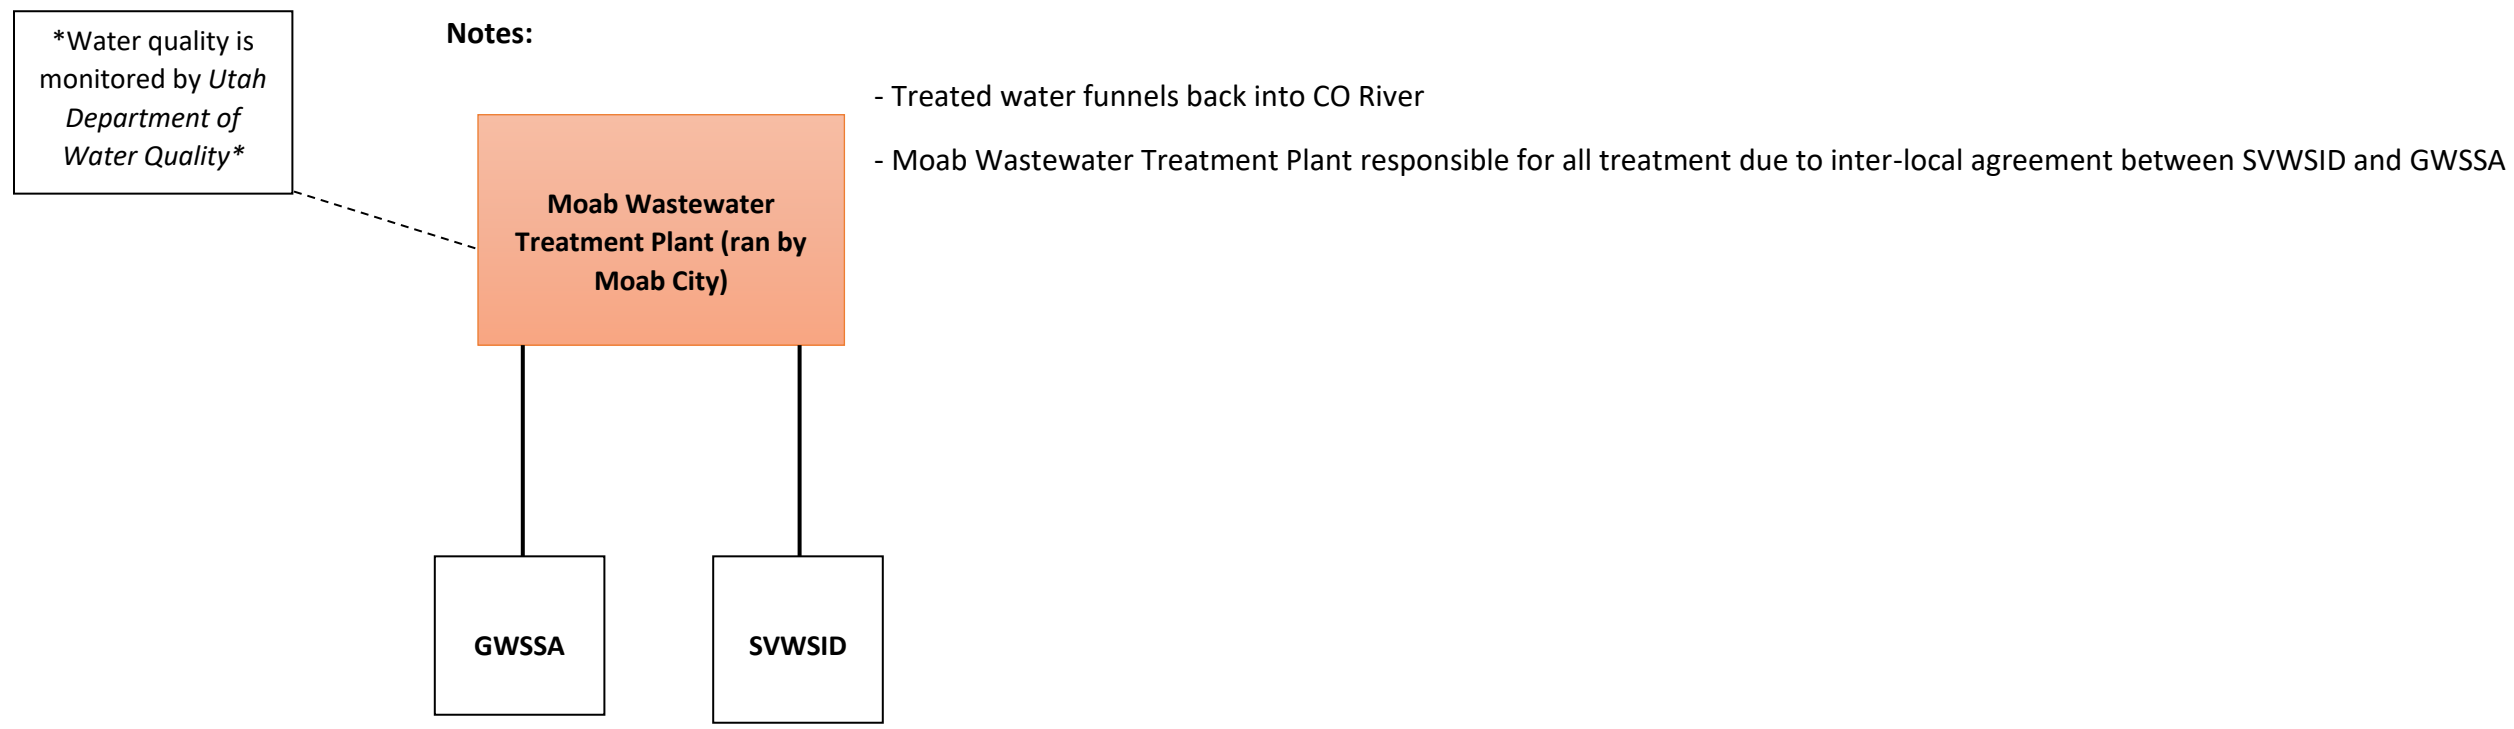 *Water quality is
monitored by Utah
Department of
Water Quality*
Notes:
- Treated water funnels back into CO River
- Moab Wastewater Treatment Plant responsible for all treatment due to inter-local agreement between SVWSID and GWSSA
Moab Wastewater
Treatment Plant (ran by
Moab City)
GWSSA
SVWSID